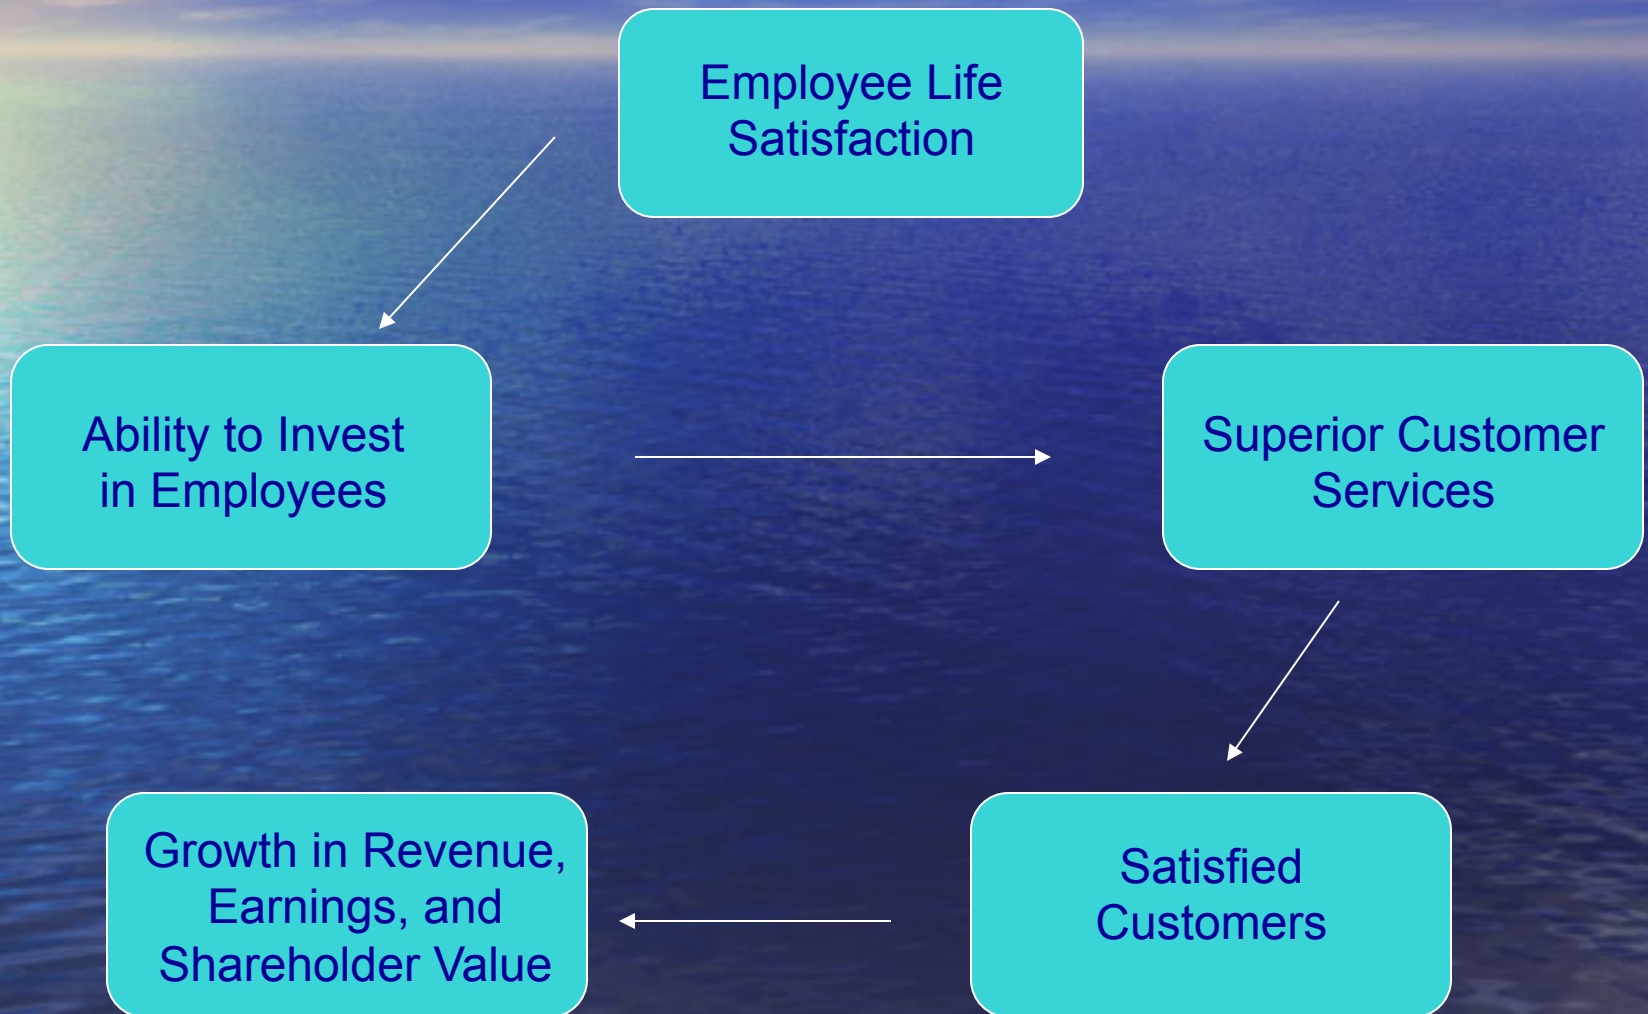 Employee Life
Satisfaction
Ability to Invest
in Employees
Superior Customer
Services
Growth in Revenue,
Earnings, and
Shareholder Value
Satisfied
Customers